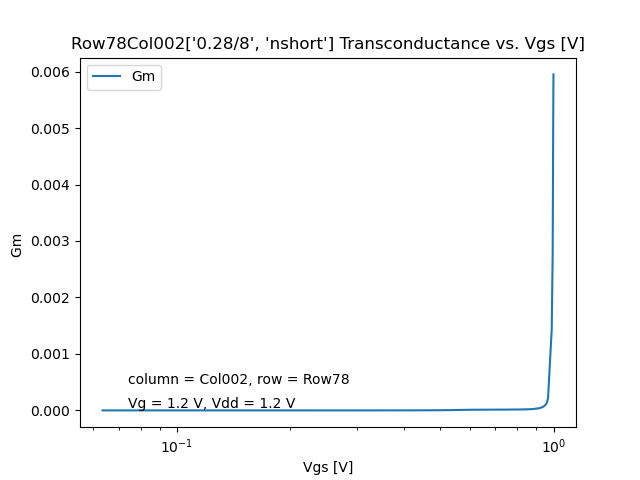 Row78Col002['0.28/8', 'nshort'] Transconductance vs. Vgs [V]
Gm
0.006
0.005
0.004
0.003
0.002
0.001
0.000
Gm
column = Col002, row = Row78
Vg = 1.2 V, Vdd = 1.2 V
10⁻¹
10⁰
Vgs [V]